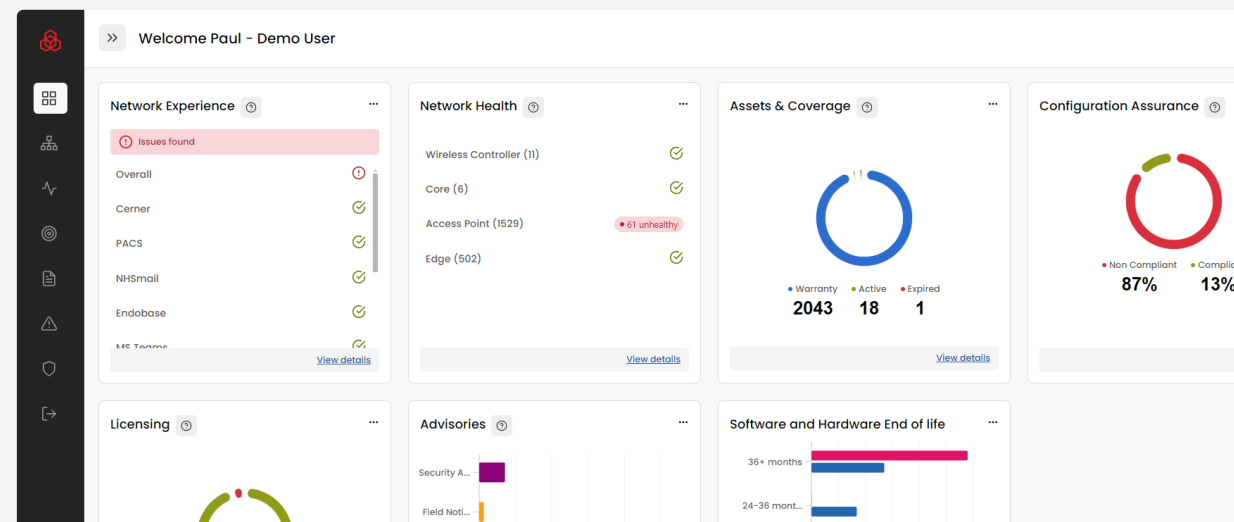 Welcome Paul - Demo User
Network Experience
Issues found
Overall
Cerner
PACS
NHSmail
Endobase
MS Teams
View details
Network Health
Wireless Controller (11)
Core (6)
Access Point (1529)
61 unhealthy
Edge (502)
View details
Assets & Coverage
Warranty
Active
Expired
2043
18
1
View details
Configuration Assurance
Non Compliant
87%
13%
Licensing
Advisories
Security A...
Field Noti...
Software and Hardware End of life
36+ months
24-36 mont...